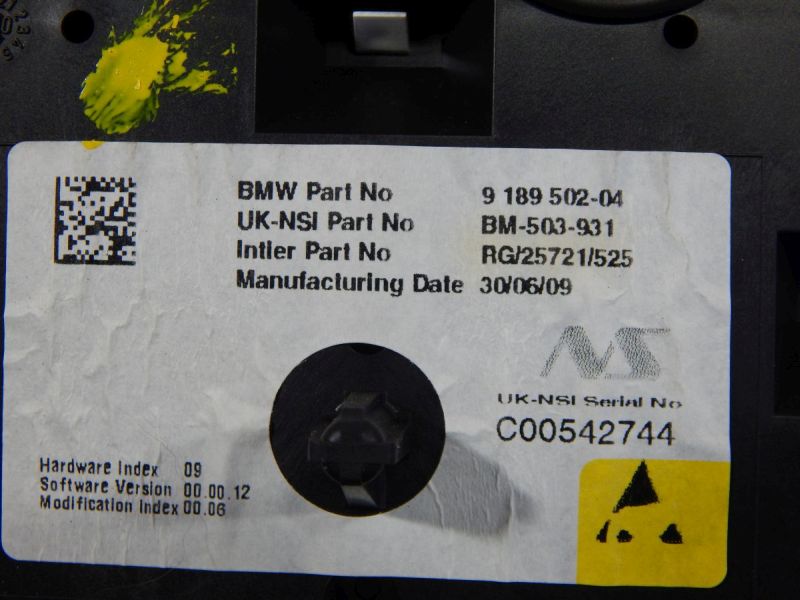 BMW Part No 9 189 502-04
UK-NSI Part No BM-503-931
Intier Part No RG/25721/525
Manufacturing Date 30/06/09
NS
UK-NSI Serial No
C00542744
Hardware Index 09
Software Version 00.00.12
Modification Index 00.06